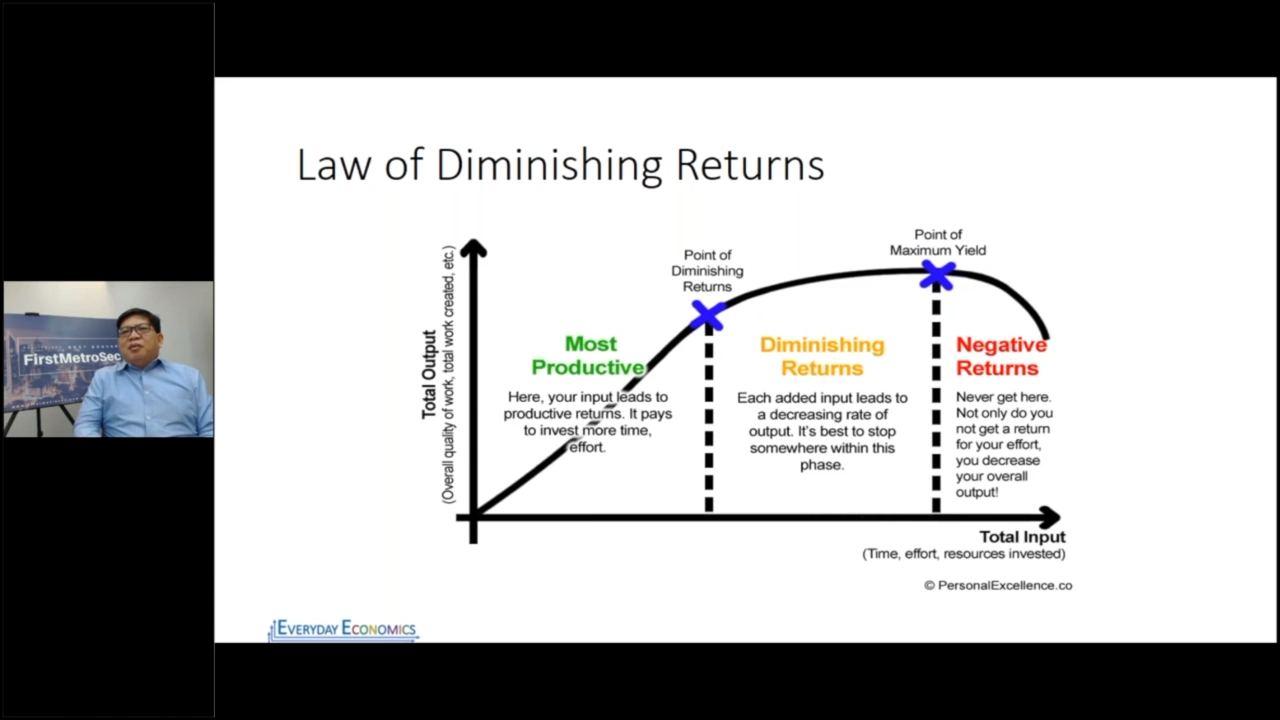 Law of Diminishing Returns
Point of
Maximum Yield
Point of
Diminishing
Returns
Total Output
(Overall quality of work, total work created, etc.)
Most
Productive
Here, your input leads to
productive returns. It pays
to invest more time,
effort.
Diminishing
Returns
Each added input leads to
a decreasing rate of
output. It's best to stop
somewhere within this
phase.
Negative
Returns
Never get here.
Not only do you
not get a return
for your effort,
you decrease
your overall
output!
Total Input
(Time, effort, resources invested)
© PersonalExcellence.co
EVERYDAY ECONOMICS
FirstMetroSec